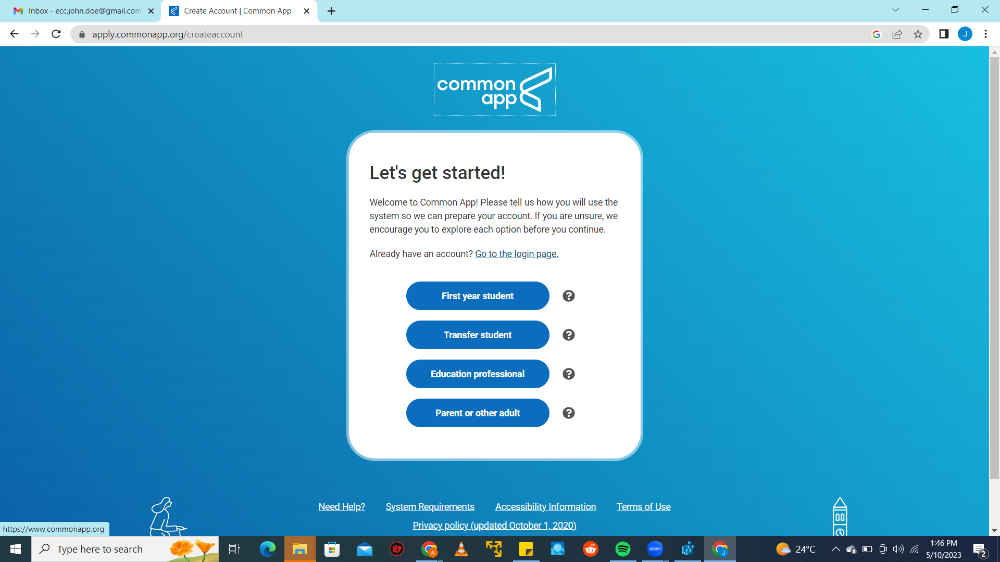 Inbox - ecc.john.doe@gmail.com
Create Account | Common App
apply.commonapp.org/createaccount
J
common
app
Let's get started!
Welcome to Common App! Please tell us how you will use the
system so we can prepare your account. If you are unsure, we
encourage you to explore each option before you continue.
Already have an account? Go to the login page.
First year student
?
Transfer student
?
Education professional
?
Parent or other adult
?
Need Help?
System Requirements
Accessibility Information
Terms of Use
Privacy policy (updated October 1, 2020)
https://www.commonapp.org
Type here to search
A
zoom
J
24°C
1:46 PM
5/10/2023
2